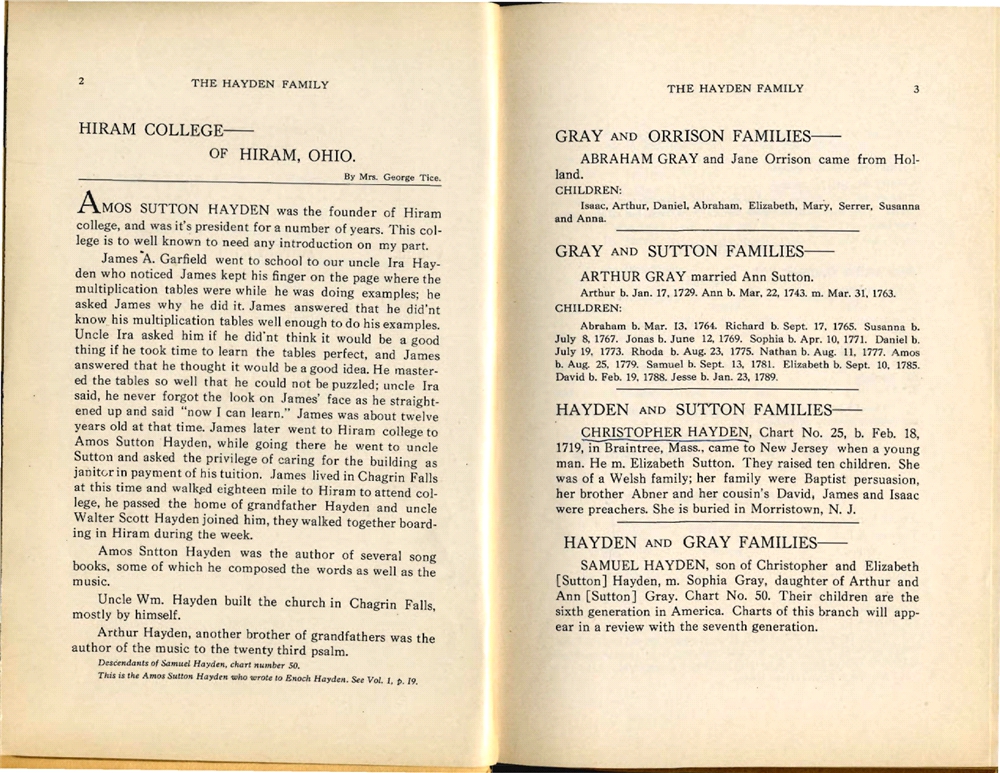 2 THE HAYDEN FAMILY
HIRAM COLLEGE—
OF HIRAM, OHIO.
By Mrs. George Tice.
AMOS SUTTON HAYDEN was the founder of Hiram
college, and was it's president for a number of years. This col-
lege is to well known to need any introduction on my part.
James A. Garfield went to school to our uncle Ira Hay-
den who noticed James kept his finger on the page where the
multiplication tables were while he was doing examples; he
asked James why he did it. James answered that he did'nt
know his multiplication tables well enough to do his examples.
Uncle Ira asked him if he did'nt think it would be a good
thing if he took time to learn the tables perfect, and James
answered that he thought it would be a good idea. He master-
ed the tables so well that he could not be puzzled; uncle Ira
said, he never forgot the look on James' face as he straight-
ened up and said "now I can learn." James was about twelve
years old at that time. James later went to Hiram college to
Amos Sutton Hayden, while going there he went to uncle
Sutton and asked the privilege of caring for the building as
janitor in payment of his tuition. James lived in Chagrin Falls
at this time and walked eighteen mile to Hiram to attend col-
lege, he passed the home of grandfather Hayden and uncle
Walter Scott Hayden joined him, they walked together board-
ing in Hiram during the week.
Amos Sntton Hayden was the author of several song
books, some of which he composed the words as well as the
music.
Uncle Wm. Hayden built the church in Chagrin Falls,
mostly by himself.
Arthur Hayden, another brother of grandfathers was the
author of the music to the twenty third psalm.
Descendants of Samuel Hayden, chart number 50.
This is the Amos Sutton Hayden who wrote to Enoch Hayden. See Vol. 1, p. 19.
THE HAYDEN FAMILY 3
GRAY AND ORRISON FAMILIES—
ABRAHAM GRAY and Jane Orrison came from Hol-
land.
CHILDREN:
Isaac, Arthur, Daniel, Abraham, Elizabeth, Mary, Serrer, Susanna
and Anna.
GRAY AND SUTTON FAMILIES—
ARTHUR GRAY married Ann Sutton.
Arthur b. Jan. 17, 1729. Ann b. Mar, 22, 1743. m. Mar. 31, 1763.
CHILDREN:
Abraham b. Mar. 13, 1764. Richard b. Sept. 17, 1765. Susanna b.
July 8, 1767. Jonas b. June 12, 1769. Sophia b. Apr. 10, 1771. Daniel b.
July 19, 1773. Rhoda b. Aug. 23, 1775. Nathan b. Aug. 11, 1777. Amos
b. Aug. 25, 1779. Samuel b. Sept. 13, 1781. Elizabeth b. Sept. 10, 1785.
David b. Feb. 19, 1788. Jesse b. Jan. 23, 1789.
HAYDEN AND SUTTON FAMILIES—
CHRISTOPHER HAYDEN, Chart No. 25, b. Feb. 18,
1719, in Braintree, Mass., came to New Jersey when a young
man. He m. Elizabeth Sutton. They raised ten children. She
was of a Welsh family; her family were Baptist persuasion,
her brother Abner and her cousin's David, James and Isaac
were preachers. She is buried in Morristown, N. J.
HAYDEN AND GRAY FAMILIES—
SAMUEL HAYDEN, son of Christopher and Elizabeth
[Sutton] Hayden, m. Sophia Gray, daughter of Arthur and
Ann [Sutton] Gray. Chart No. 50. Their children are the
sixth generation in America. Charts of this branch will app-
ear in a review with the seventh generation.